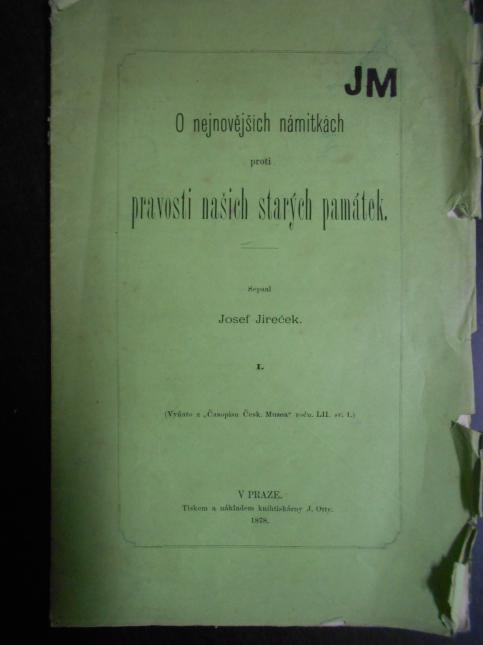 JM
O nejnovějších námitkách
proti
pravosti našich starých památek.
Sepsal
Josef Jireček.
I.
(Vyňato z „Časopisu Česk. Musea“ ročn. LII. sv. 1.)
V PRAZE.
Tiskem a nákladem knihtiskárny J. Otty.
1878.